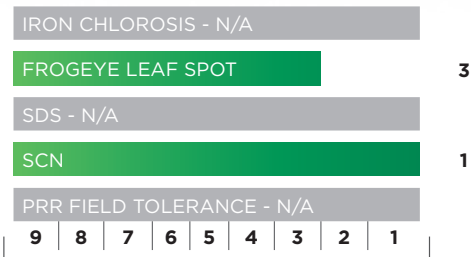 IRON CHLOROSIS - N/A
FROGEYE LEAF SPOT 3
SDS - N/A
SCN 1
PRR FIELD TOLERANCE - N/A
9 8 7 6 5 4 3 2 1